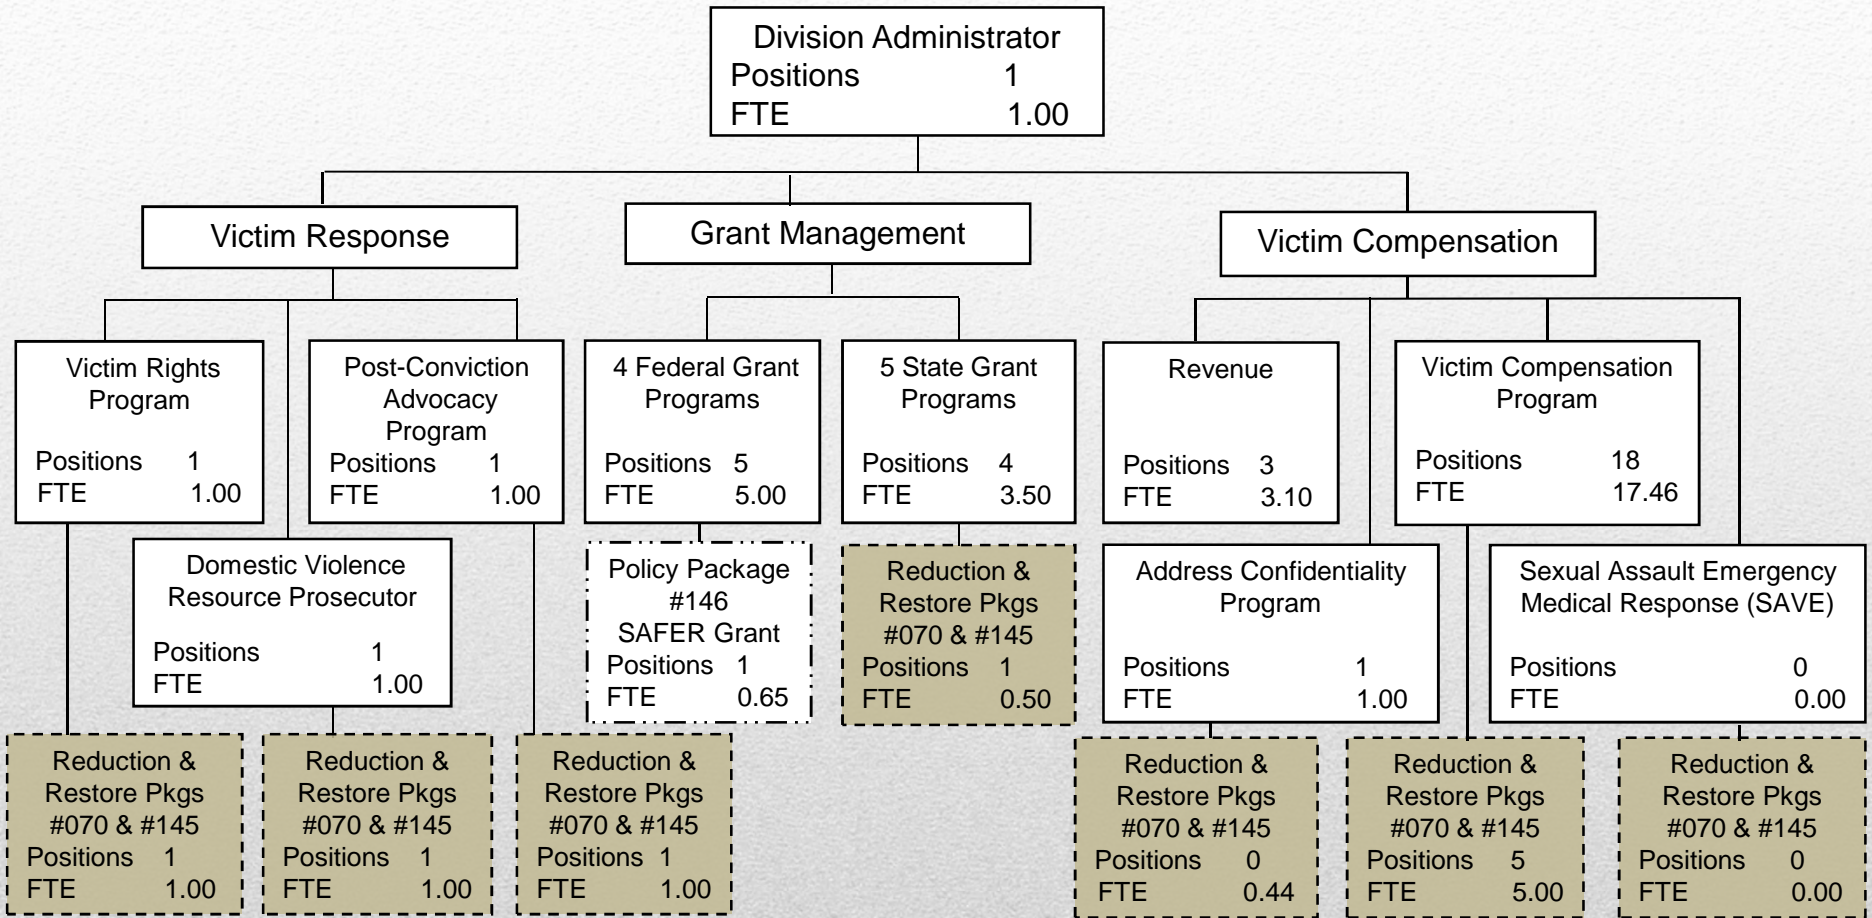 Division Administrator
Positions 1
FTE 1.00
Victim Response
Grant Management
Victim Compensation
Victim Rights
Program
Positions 1
FTE 1.00
Post-Conviction
Advocacy
Program
Positions 1
FTE 1.00
4 Federal Grant
Programs
Positions 5
FTE 5.00
5 State Grant
Programs
Positions 4
FTE 3.50
Revenue
Positions 3
FTE 3.10
Victim Compensation
Program
Positions 18
FTE 17.46
Domestic Violence
Resource Prosecutor
Positions 1
FTE 1.00
Policy Package
#146
SAFER Grant
Positions 1
FTE 0.65
Reduction &
Restore Pkgs
#070 & #145
Positions 1
FTE 0.50
Address Confidentiality
Program
Positions 1
FTE 1.00
Sexual Assault Emergency
Medical Response (SAVE)
Positions 0
FTE 0.00
Reduction &
Restore Pkgs
#070 & #145
Positions 1
FTE 1.00
Reduction &
Restore Pkgs
#070 & #145
Positions 1
FTE 1.00
Reduction &
Restore Pkgs
#070 & #145
Positions 1
FTE 1.00
Reduction &
Restore Pkgs
#070 & #145
Positions 0
FTE 0.44
Reduction &
Restore Pkgs
#070 & #145
Positions 5
FTE 5.00
Reduction &
Restore Pkgs
#070 & #145
Positions 0
FTE 0.00